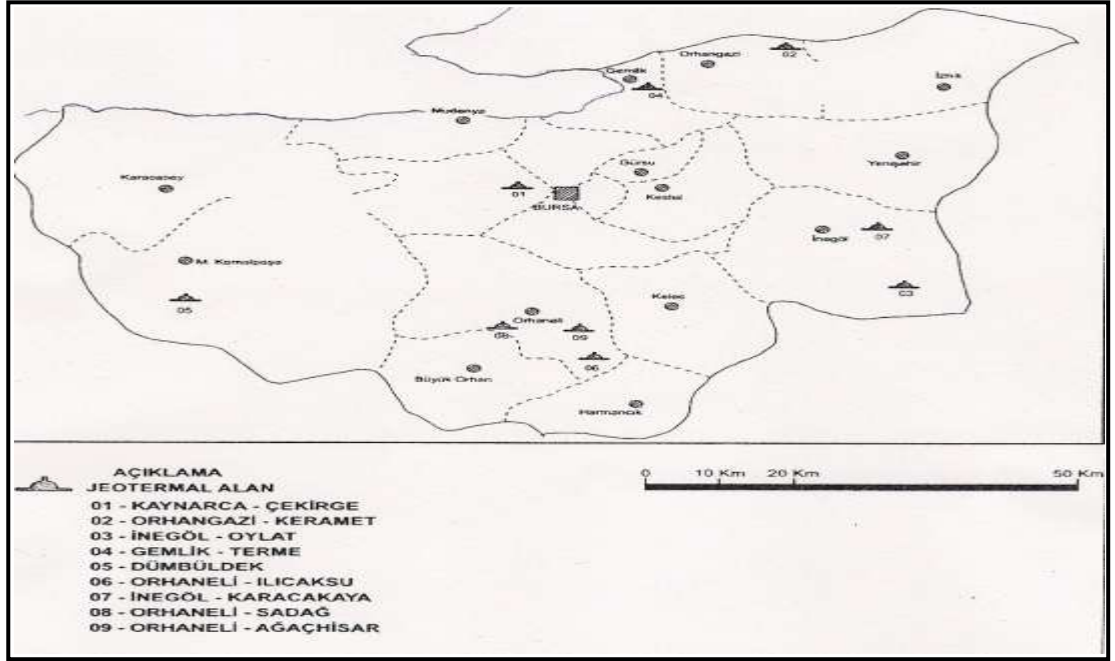 Orhangazi
02
Gemlik
04
İznik
Mudanya
Gürsu
Yenişehir
Karacabey
01
Kestel
BURSA
İnegöl
07
M. Kemalpaşa
03
05
Keles
Orhaneli
08
09
06
Büyük Orhan
Harmancık
AÇIKLAMA
JEOTERMAL ALAN
0 10 Km 20 Km 50 Km
01 - KAYNARCA - ÇEKİRGE
02 - ORHANGAZİ - KERAMET
03 - İNEGÖL - OYLAT
04 - GEMLİK - TERME
05 - DÜMBÜLDEK
06 - ORHANELİ - ILICAKSU
07 - İNEGÖL - KARACAKAYA
08 - ORHANELİ - SADAĞ
09 - ORHANELİ - AĞAÇHİSAR